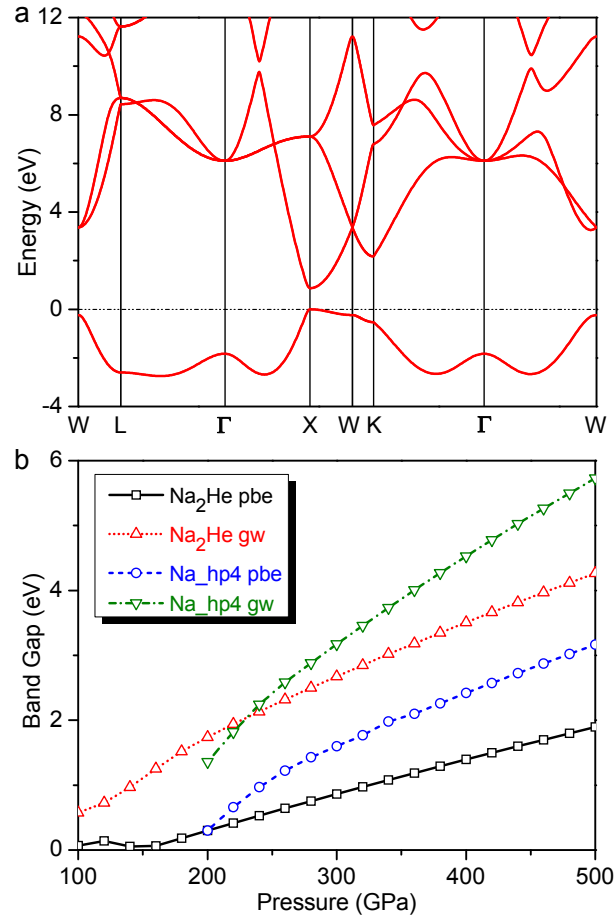 a
12
8
4
0
-4
Energy (eV)
W L Γ X W K Γ W
b
6
4
2
0
Band Gap (eV)
Na2He pbe
Na2He gw
Na_hp4 pbe
Na_hp4 gw
100 200 300 400 500
Pressure (GPa)